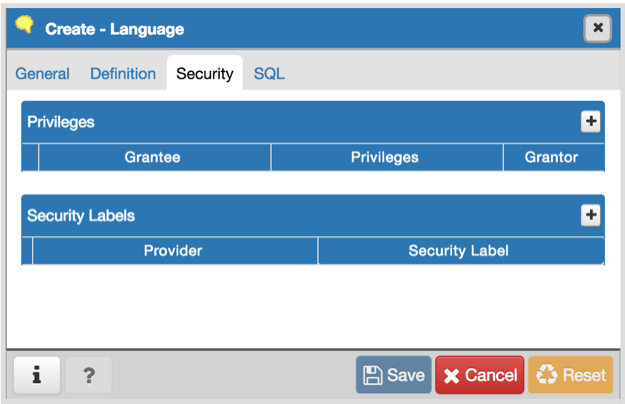 Create - Language
General Definition Security SQL
Privileges
Grantee Privileges Grantor
Security Labels
Provider Security Label
i ? Save Cancel Reset